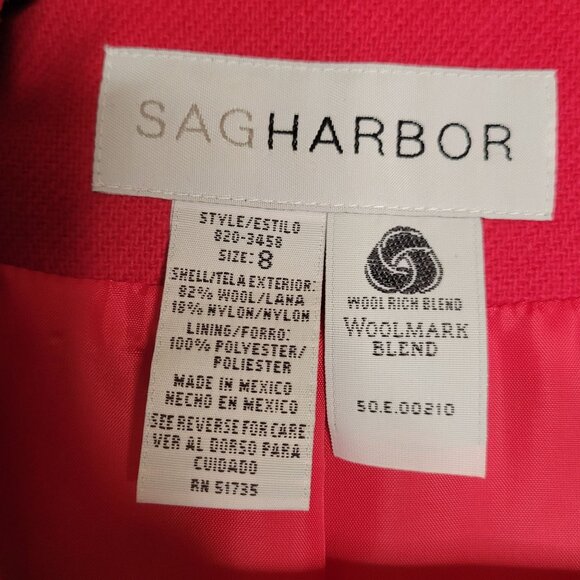 SAGHARBOR
STYLE/ESTILO
820-3458
SIZE: 8
SHELL/TELA EXTERIOR:
82% WOOL/LANA
18% NYLON/NYLON
LINING/FORRO:
100% POLYESTER/
POLIESTER
MADE IN MEXICO
HECHO EN MEXICO
SEE REVERSE FOR CARE
VER AL DORSO PARA
CUIDADO
RN 51735
WOOL RICH BLEND
WOOLMARK
BLEND
50.E.00210